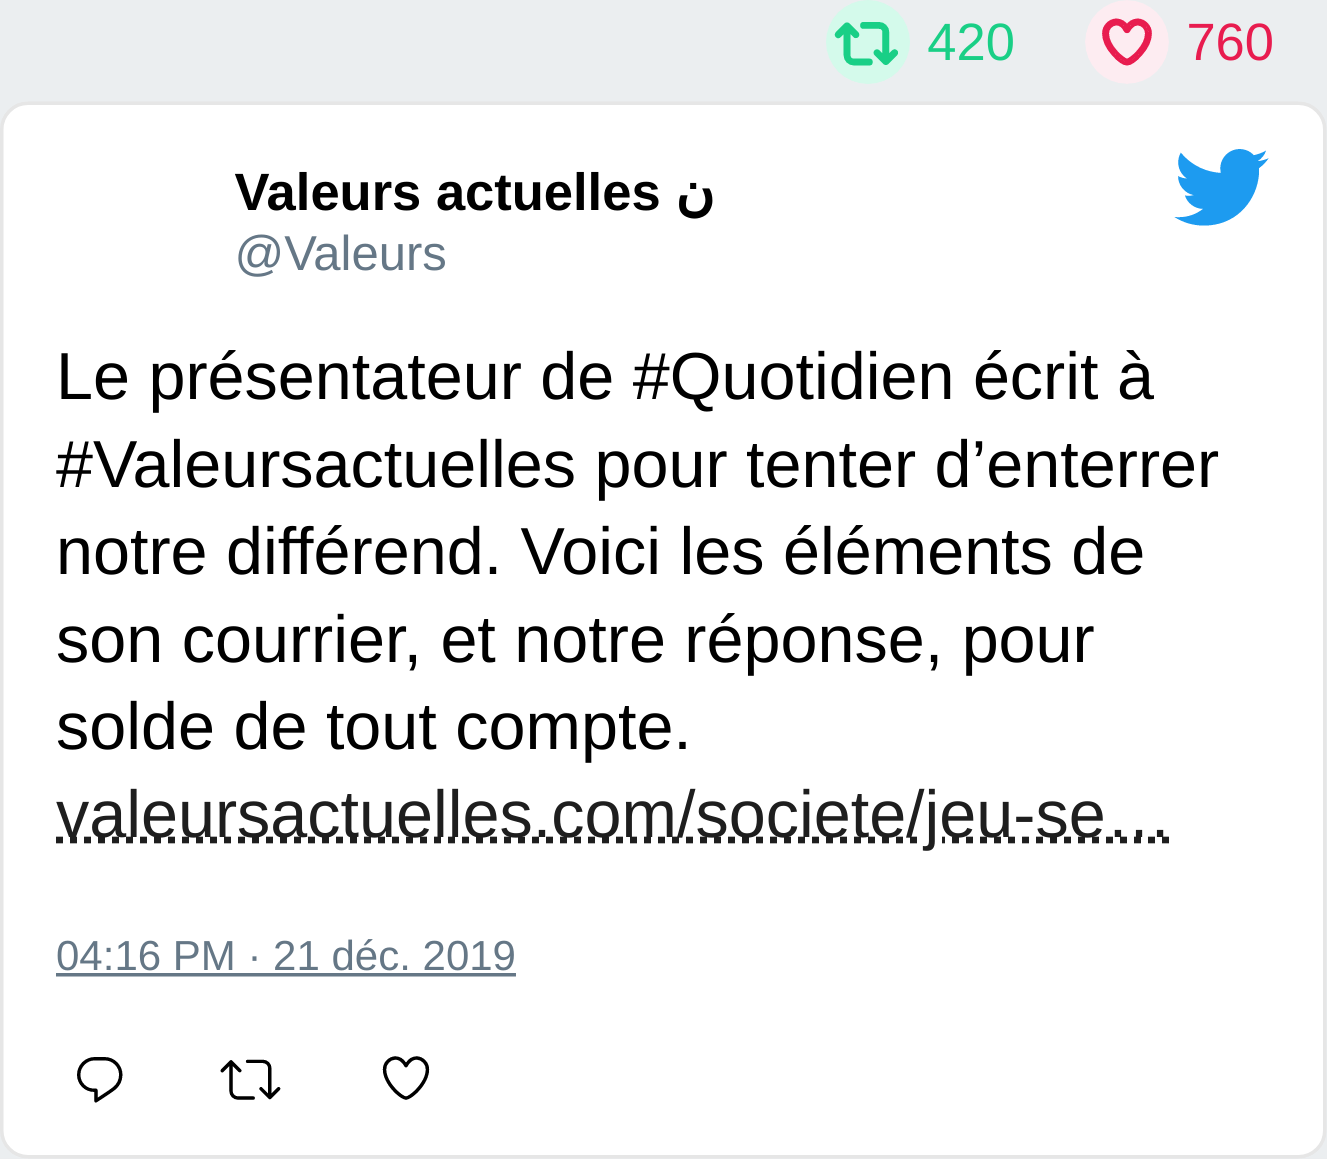 420 760
Valeurs actuelles ن
@Valeurs
Le présentateur de #Quotidien écrit à
#Valeursactuelles pour tenter d’enterrer
notre différend. Voici les éléments de
son courrier, et notre réponse, pour
solde de tout compte.
valeursactuelles.com/societe/jeu-se…
04:16 PM · 21 déc. 2019